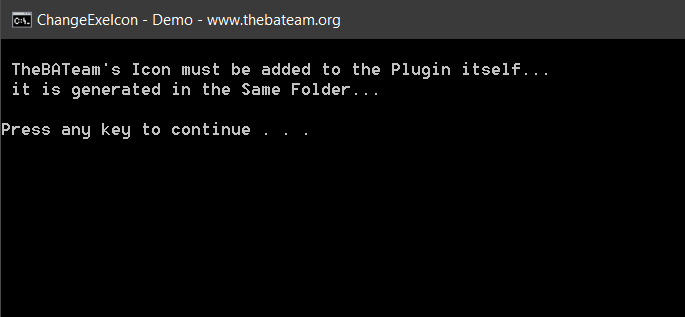 ChangeExeIcon - Demo - www.thebateam.org
TheBATeam's Icon must be added to the Plugin itself...
it is generated in the Same Folder...
Press any key to continue . . .